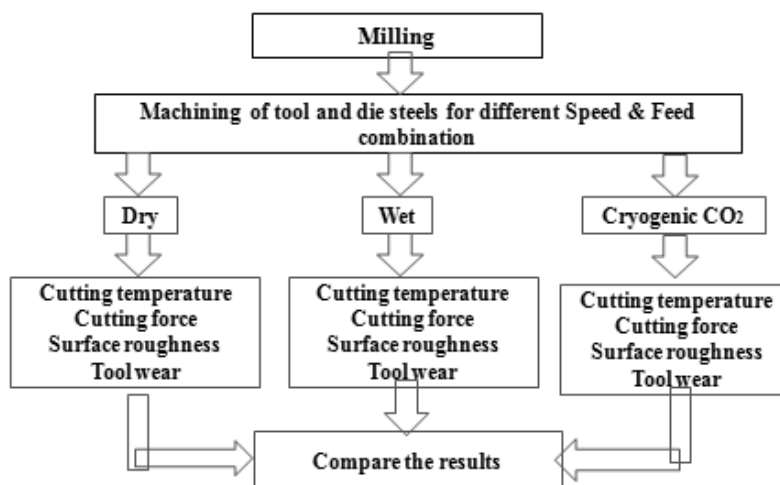 Milling
Machining of tool and die steels for different Speed & Feed
combination
Dry
Wet
Cryogenic CO2
Cutting temperature
Cutting force
Surface roughness
Tool wear
Cutting temperature
Cutting force
Surface roughness
Tool wear
Cutting temperature
Cutting force
Surface roughness
Tool wear
Compare the results